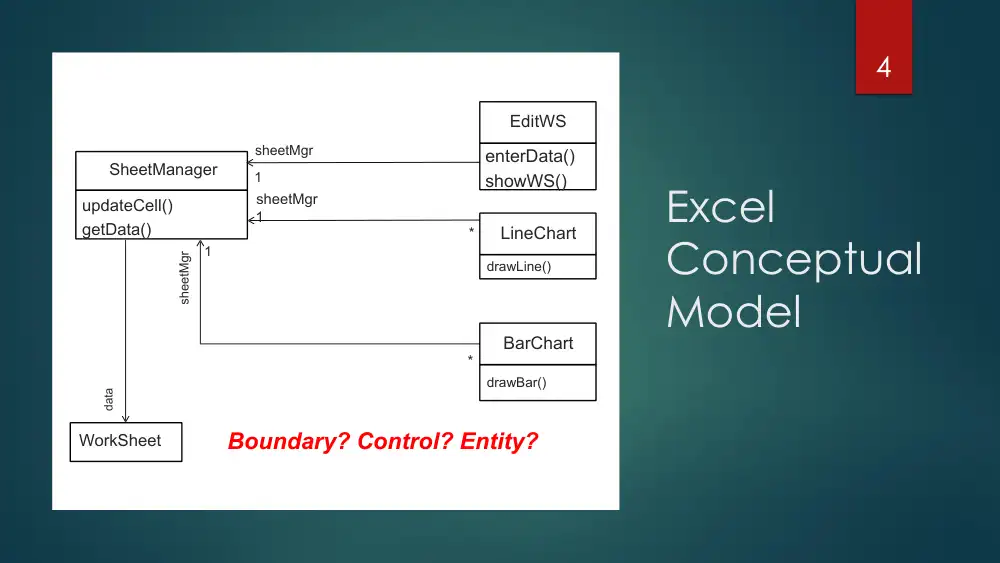 4
Excel
Conceptual
Model
EditWS
enterData()
showWS()
sheetMgr
1
SheetManager
updateCell()
getData()
sheetMgr
1
*
LineChart
drawLine()
1
sheetMgr
BarChart
*
drawBar()
data
WorkSheet
Boundary? Control? Entity?